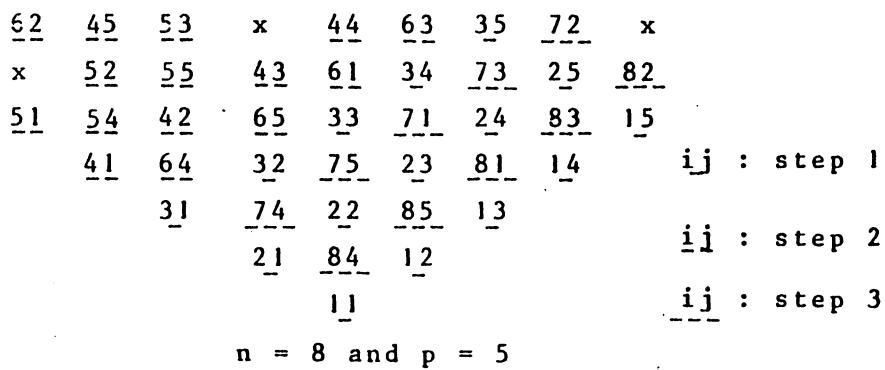 62 45 53 x 44 63 35 72 x
x 52 55 43 61 34 73 25 82
51 54 42 65 33 71 24 83 15
41 64 32 75 23 81 14 ij : step 1
31 74 22 85 13
ij : step 2
21 84 12
11 ij : step 3
n = 8 and p = 5